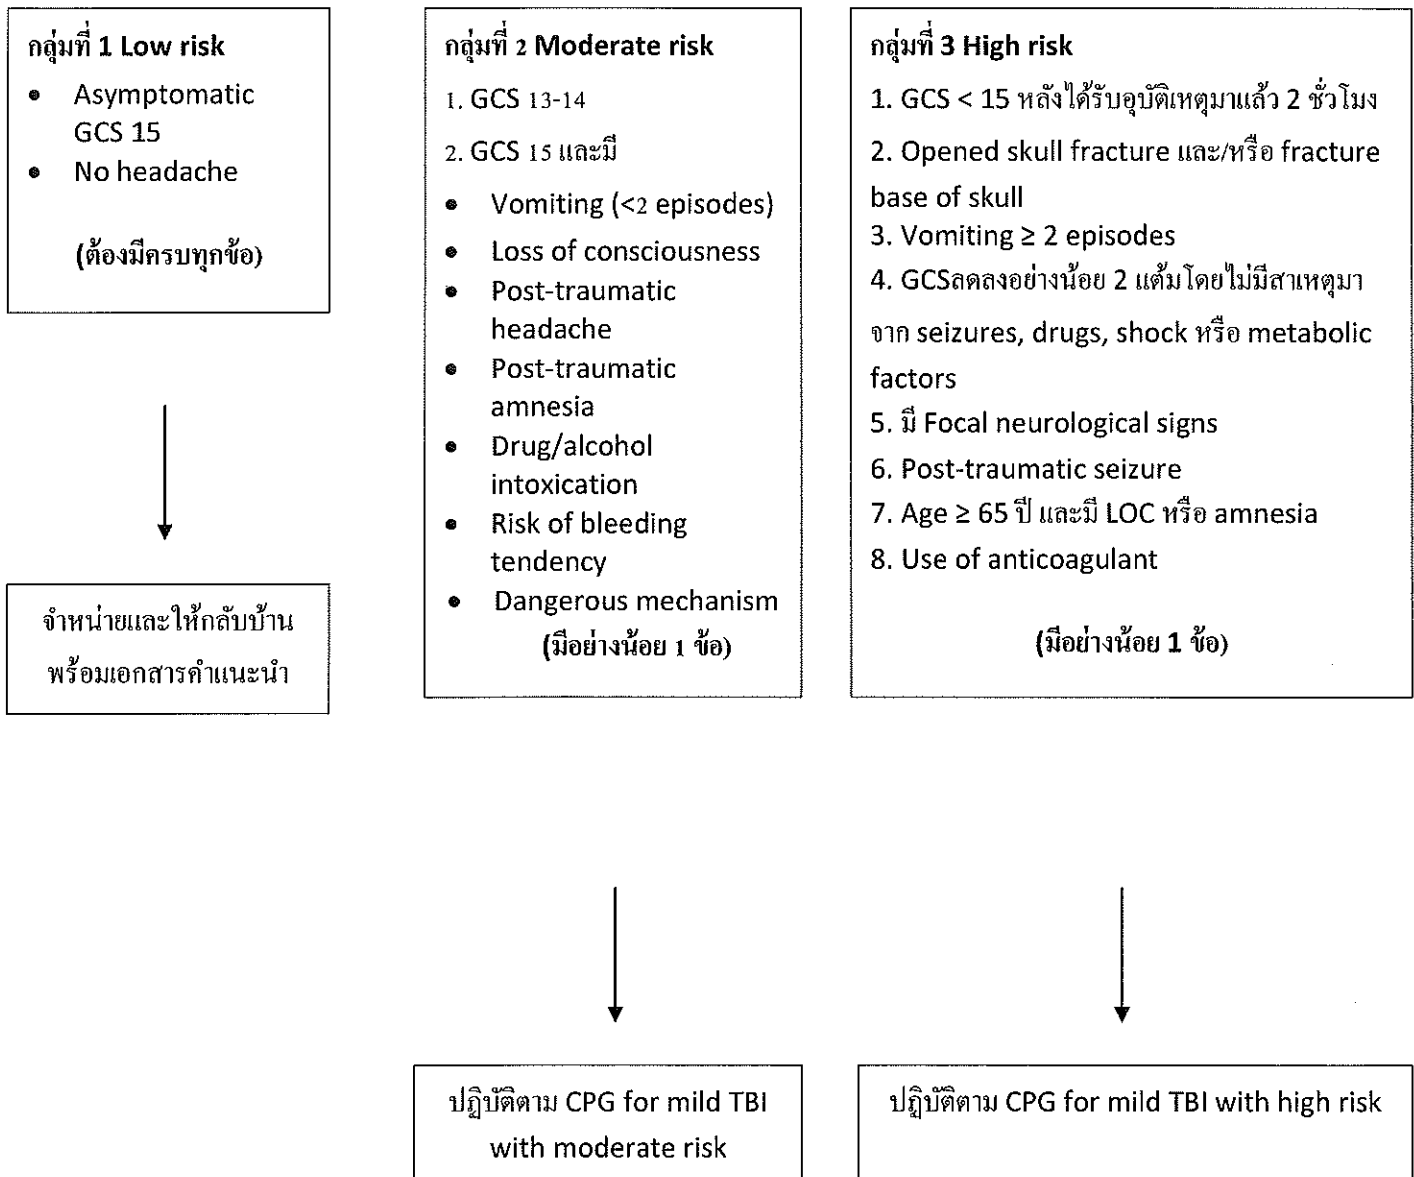 กลุ่มที่ 1 Low risk
• Asymptomatic
GCS 15
• No headache
(ต้องมีครบทุกข้อ)
จำหน่ายและให้กลับบ้าน
พร้อมเอกสารคำแนะนำ
กลุ่มที่ 2 Moderate risk
1. GCS 13-14
2. GCS 15 และมี
• Vomiting (<2 episodes)
• Loss of consciousness
• Post-traumatic
headache
• Post-traumatic
amnesia
• Drug/alcohol
intoxication
• Risk of bleeding
tendency
• Dangerous mechanism
(มีอย่างน้อย 1 ข้อ)
ปฏิบัติตาม CPG for mild TBI
with moderate risk
กลุ่มที่ 3 High risk
1. GCS < 15 หลังได้รับอุบัติเหตุมาแล้ว 2 ชั่วโมง
2. Opened skull fracture และ/หรือ fracture
base of skull
3. Vomiting ≥ 2 episodes
4. GCSลดลงอย่างน้อย 2 แต้มโดยไม่มีสาเหตุมา
จาก seizures, drugs, shock หรือ metabolic
factors
5. มี Focal neurological signs
6. Post-traumatic seizure
7. Age ≥ 65 ปี และมี LOC หรือ amnesia
8. Use of anticoagulant
(มีอย่างน้อย 1 ข้อ)
ปฏิบัติตาม CPG for mild TBI with high risk